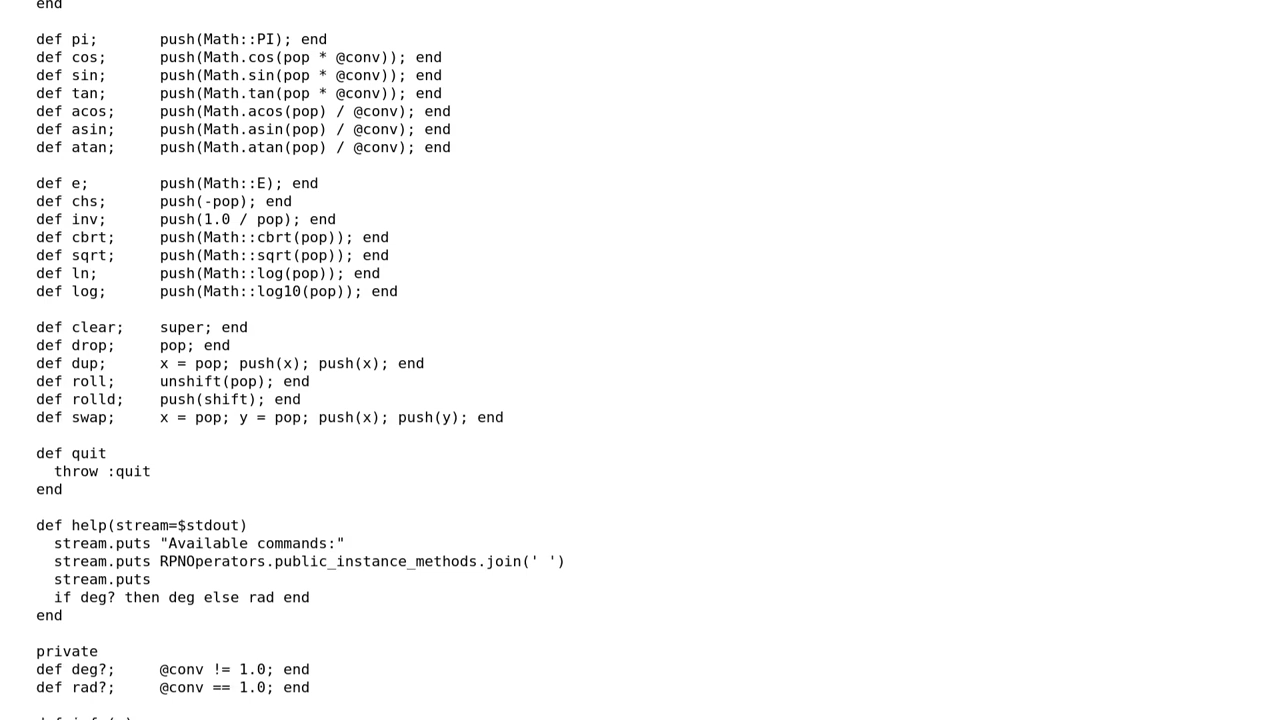 end
def pi;       push(Math::PI); end
def cos;      push(Math.cos(pop * @conv)); end
def sin;      push(Math.sin(pop * @conv)); end
def tan;      push(Math.tan(pop * @conv)); end
def acos;     push(Math.acos(pop) / @conv); end
def asin;     push(Math.asin(pop) / @conv); end
def atan;     push(Math.atan(pop) / @conv); end
def e;        push(Math::E); end
def chs;      push(-pop); end
def inv;      push(1.0 / pop); end
def cbrt;     push(Math::cbrt(pop)); end
def sqrt;     push(Math::sqrt(pop)); end
def ln;       push(Math::log(pop)); end
def log;      push(Math::log10(pop)); end
def clear;    super; end
def drop;     pop; end
def dup;      x = pop; push(x); push(x); end
def roll;     unshift(pop); end
def rolld;    push(shift); end
def swap;     x = pop; y = pop; push(x); push(y); end
def quit
  throw :quit
end
def help(stream=$stdout)
  stream.puts "Available commands:"
  stream.puts RPNOperators.public_instance_methods.join(' ')
  stream.puts
  if deg? then deg else rad end
end
private
def deg?;     @conv != 1.0; end
def rad?;     @conv == 1.0; end